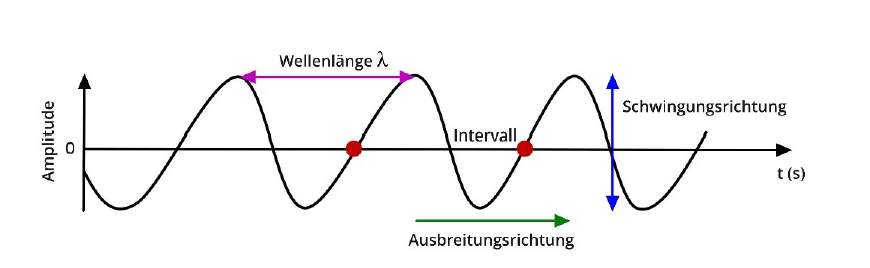 Wellenlänge λ
Schwingungsrichtung
Amplitude
0
Intervall
t (s)
Ausbreitungsrichtung